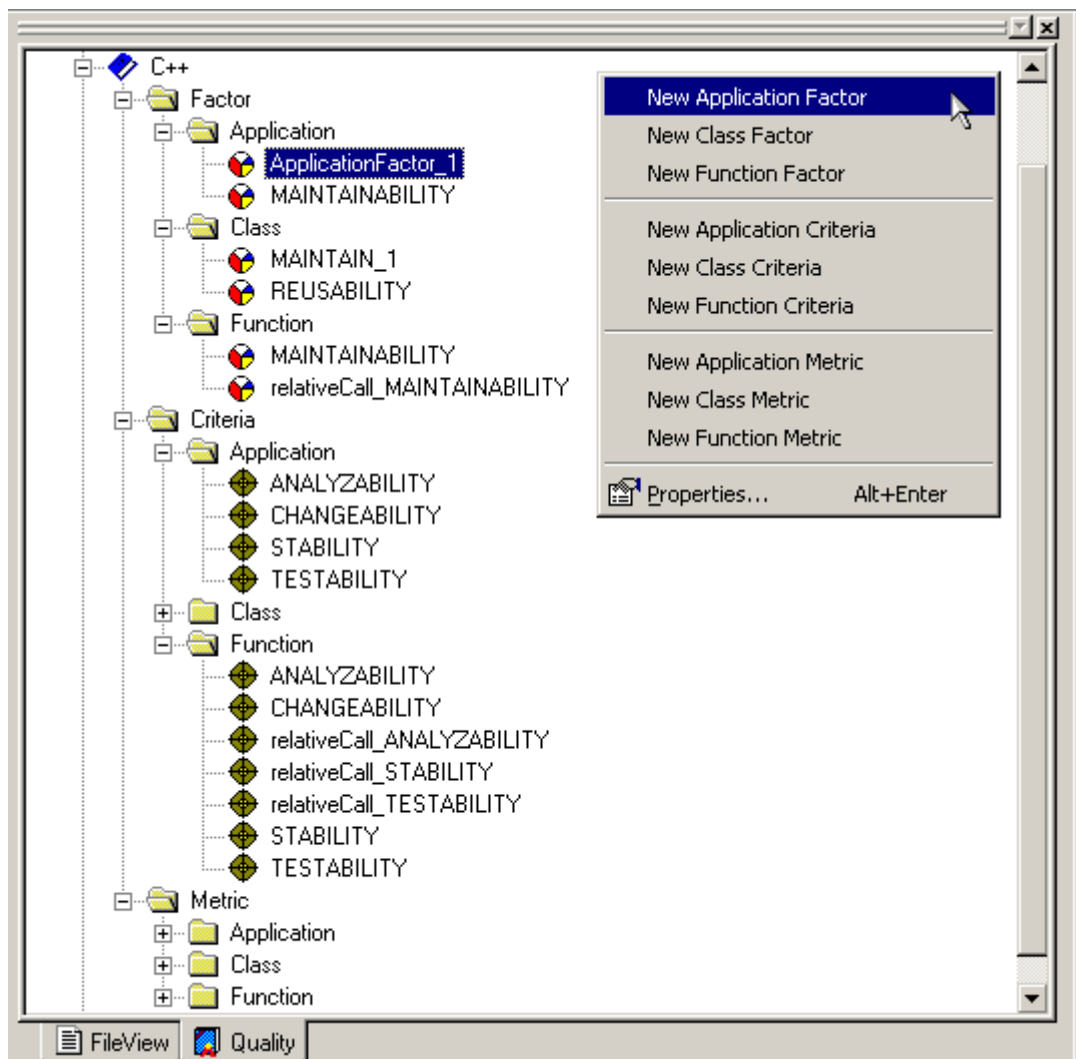 C++
Factor
Application
ApplicationFactor_1
MAINTAINABILITY
Class
MAINTAIN_1
REUSABILITY
Function
MAINTAINABILITY
relativeCall_MAINTAINABILITY
Criteria
Application
ANALYZABILITY
CHANGEABILITY
STABILITY
TESTABILITY
Class
Function
ANALYZABILITY
CHANGEABILITY
relativeCall_ANALYZABILITY
relativeCall_STABILITY
relativeCall_TESTABILITY
STABILITY
TESTABILITY
Metric
Application
Class
Function
New Application Factor
New Class Factor
New Function Factor
New Application Criteria
New Class Criteria
New Function Criteria
New Application Metric
New Class Metric
New Function Metric
Properties... Alt+Enter
FileView Quality